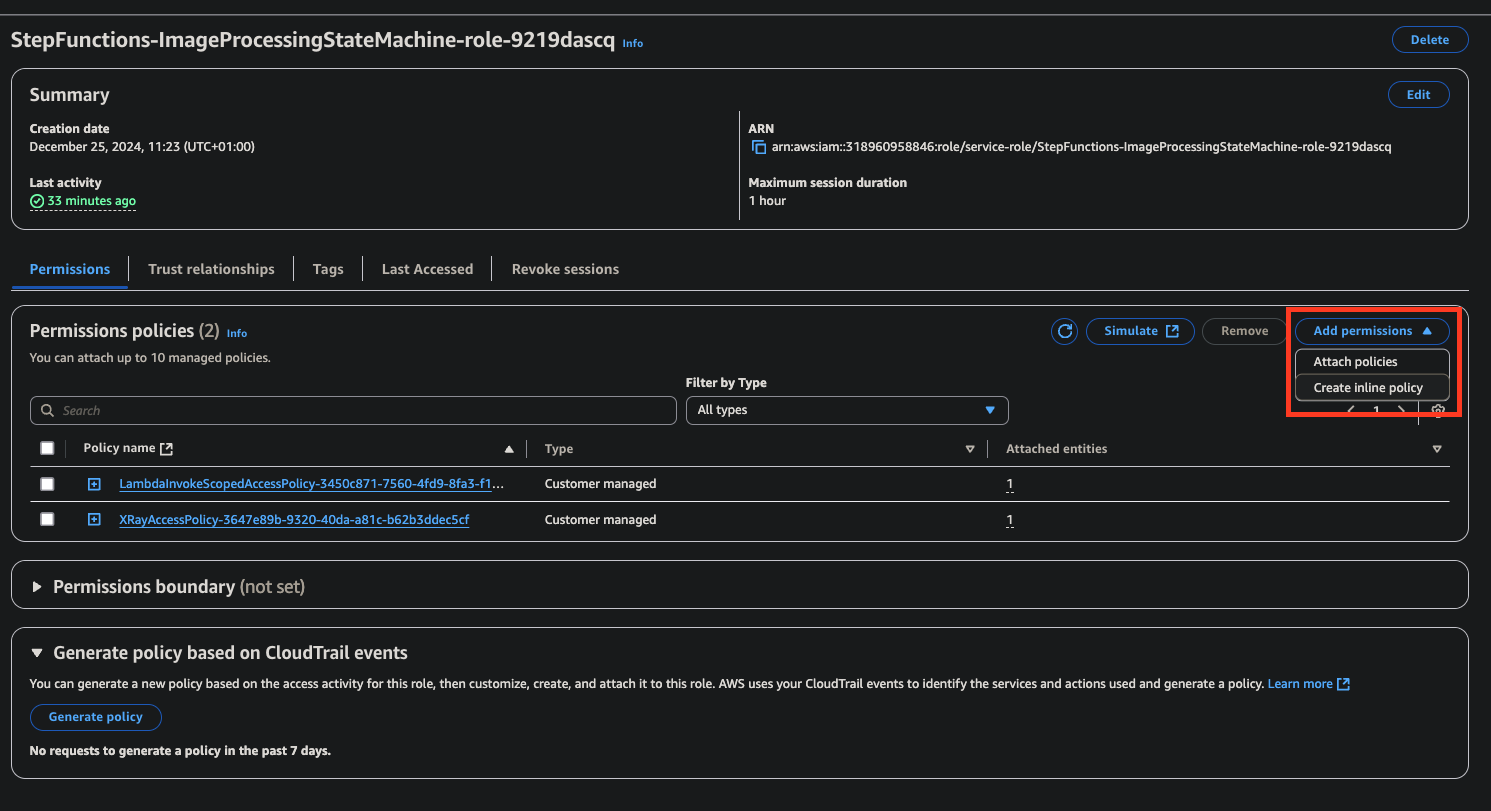 StepFunctions-ImageProcessingStateMachine-role-9219dascq Info
Delete
Summary
Edit
Creation date
December 25, 2024, 11:23 (UTC+01:00)
ARN
arn:aws:iam::318960958846:role/service-role/StepFunctions-ImageProcessingStateMachine-role-9219dascq
Last activity
33 minutes ago
Maximum session duration
1 hour
Permissions
Trust relationships
Tags
Last Accessed
Revoke sessions
Permissions policies (2) Info
You can attach up to 10 managed policies.
Simulate
Remove
Add permissions
Attach policies
Create inline policy
Filter by Type
Search
All types
1
Policy name
Type
Attached entities
LambdaInvokeScopedAccessPolicy-3450c871-7560-4fd9-8fa3-f1...
Customer managed
1
XRayAccessPolicy-3647e89b-9320-40da-a81c-b62b3ddec5cf
Customer managed
1
Permissions boundary (not set)
Generate policy based on CloudTrail events
You can generate a new policy based on the access activity for this role, then customize, create, and attach it to this role. AWS uses your CloudTrail events to identify the services and actions used and generate a policy. Learn more
Generate policy
No requests to generate a policy in the past 7 days.